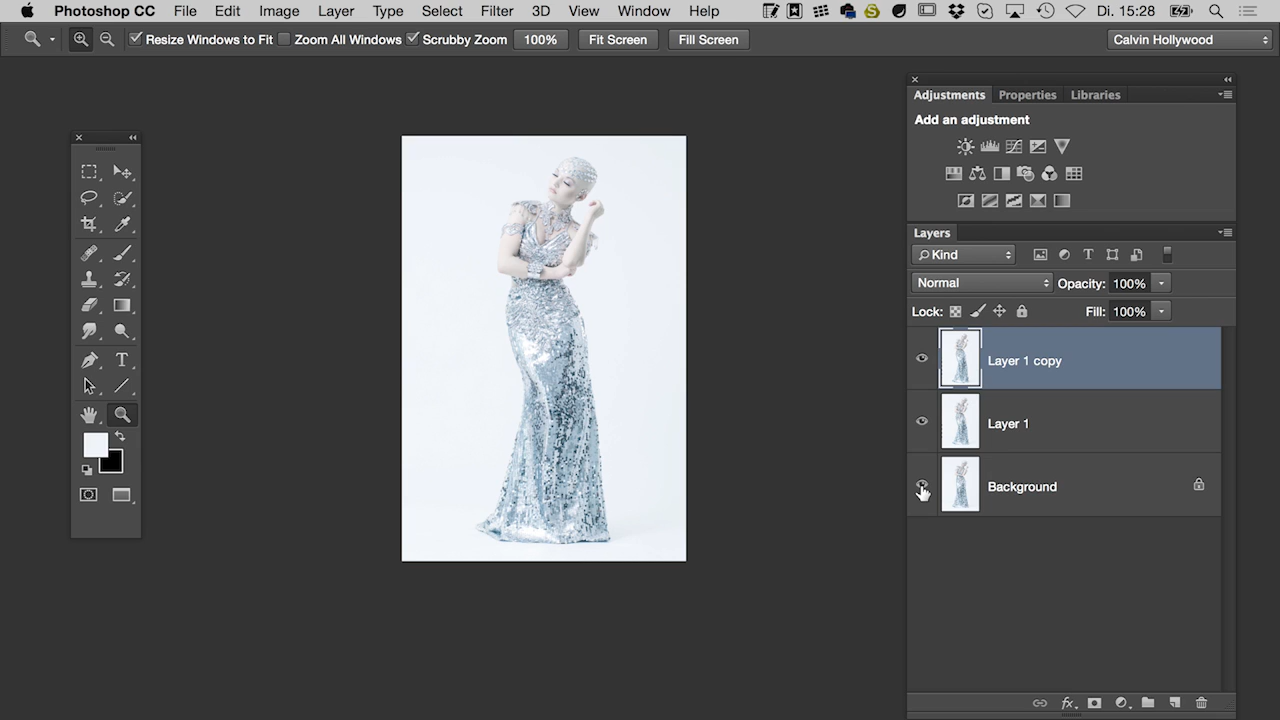 Photoshop CC File Edit Image Layer Type Select Filter 3D View Window Help Di. 15:28
Resize Windows to Fit Zoom All Windows Scrubby Zoom 100% Fit Screen Fill Screen Calvin Hollywood
Adjustments Properties Libraries
Add an adjustment
Layers
Kind
Normal Opacity: 100%
Lock: Fill: 100%
Layer 1 copy
Layer 1
Background